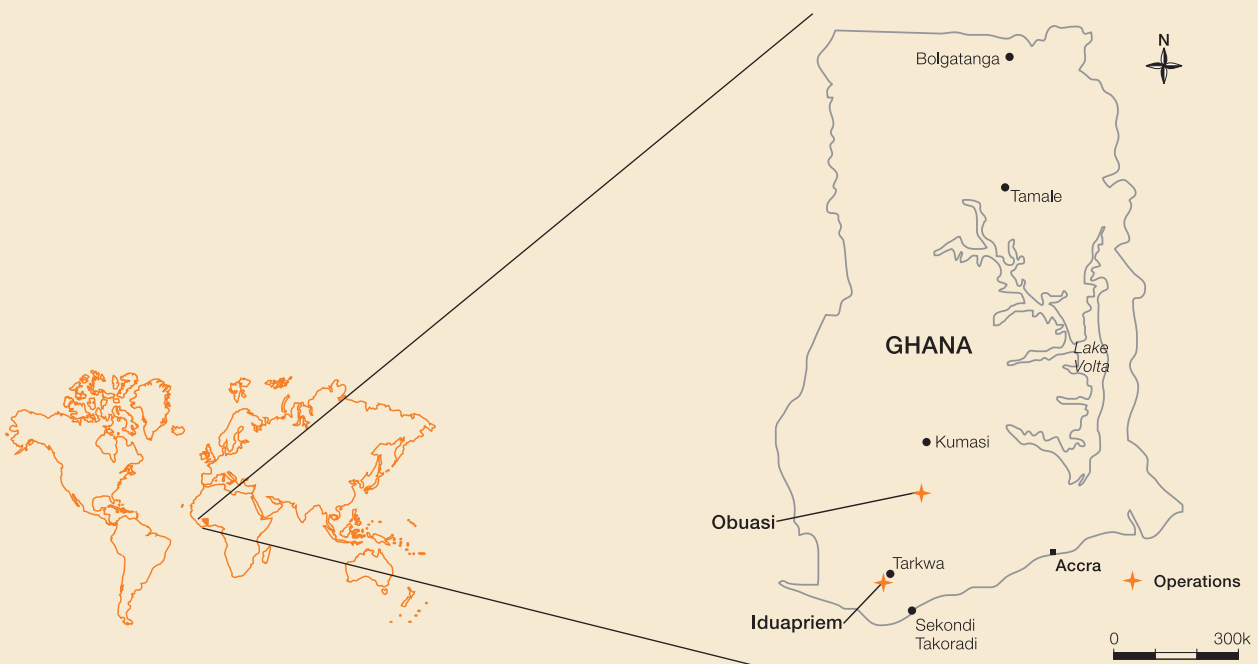 N
Bolgatanga
Tamale
GHANA
Lake
Volta
Kumasi
Obuasi
Tarkwa
Accra
Operations
Iduapriem
Sekondi
Takoradi
0 300k